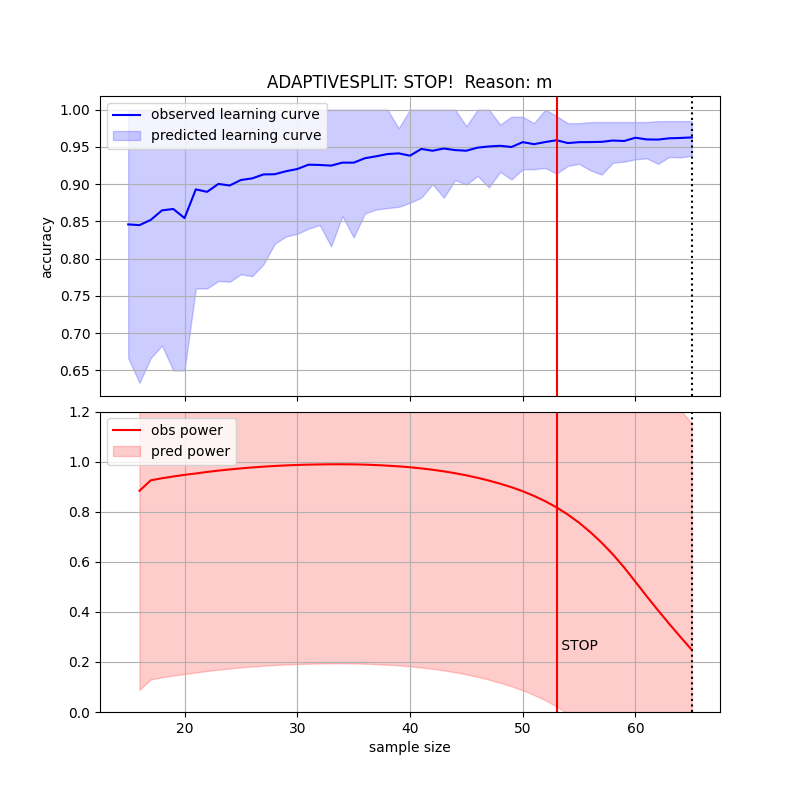 ADAPTIVESPLIT: STOP!  Reason: m
1.00
0.95
0.90
0.85
0.80
0.75
0.70
0.65
accuracy
observed learning curve
predicted learning curve
1.2
1.0
0.8
0.6
0.4
0.2
0.0
obs power
pred power
STOP
20 30 40 50 60
sample size